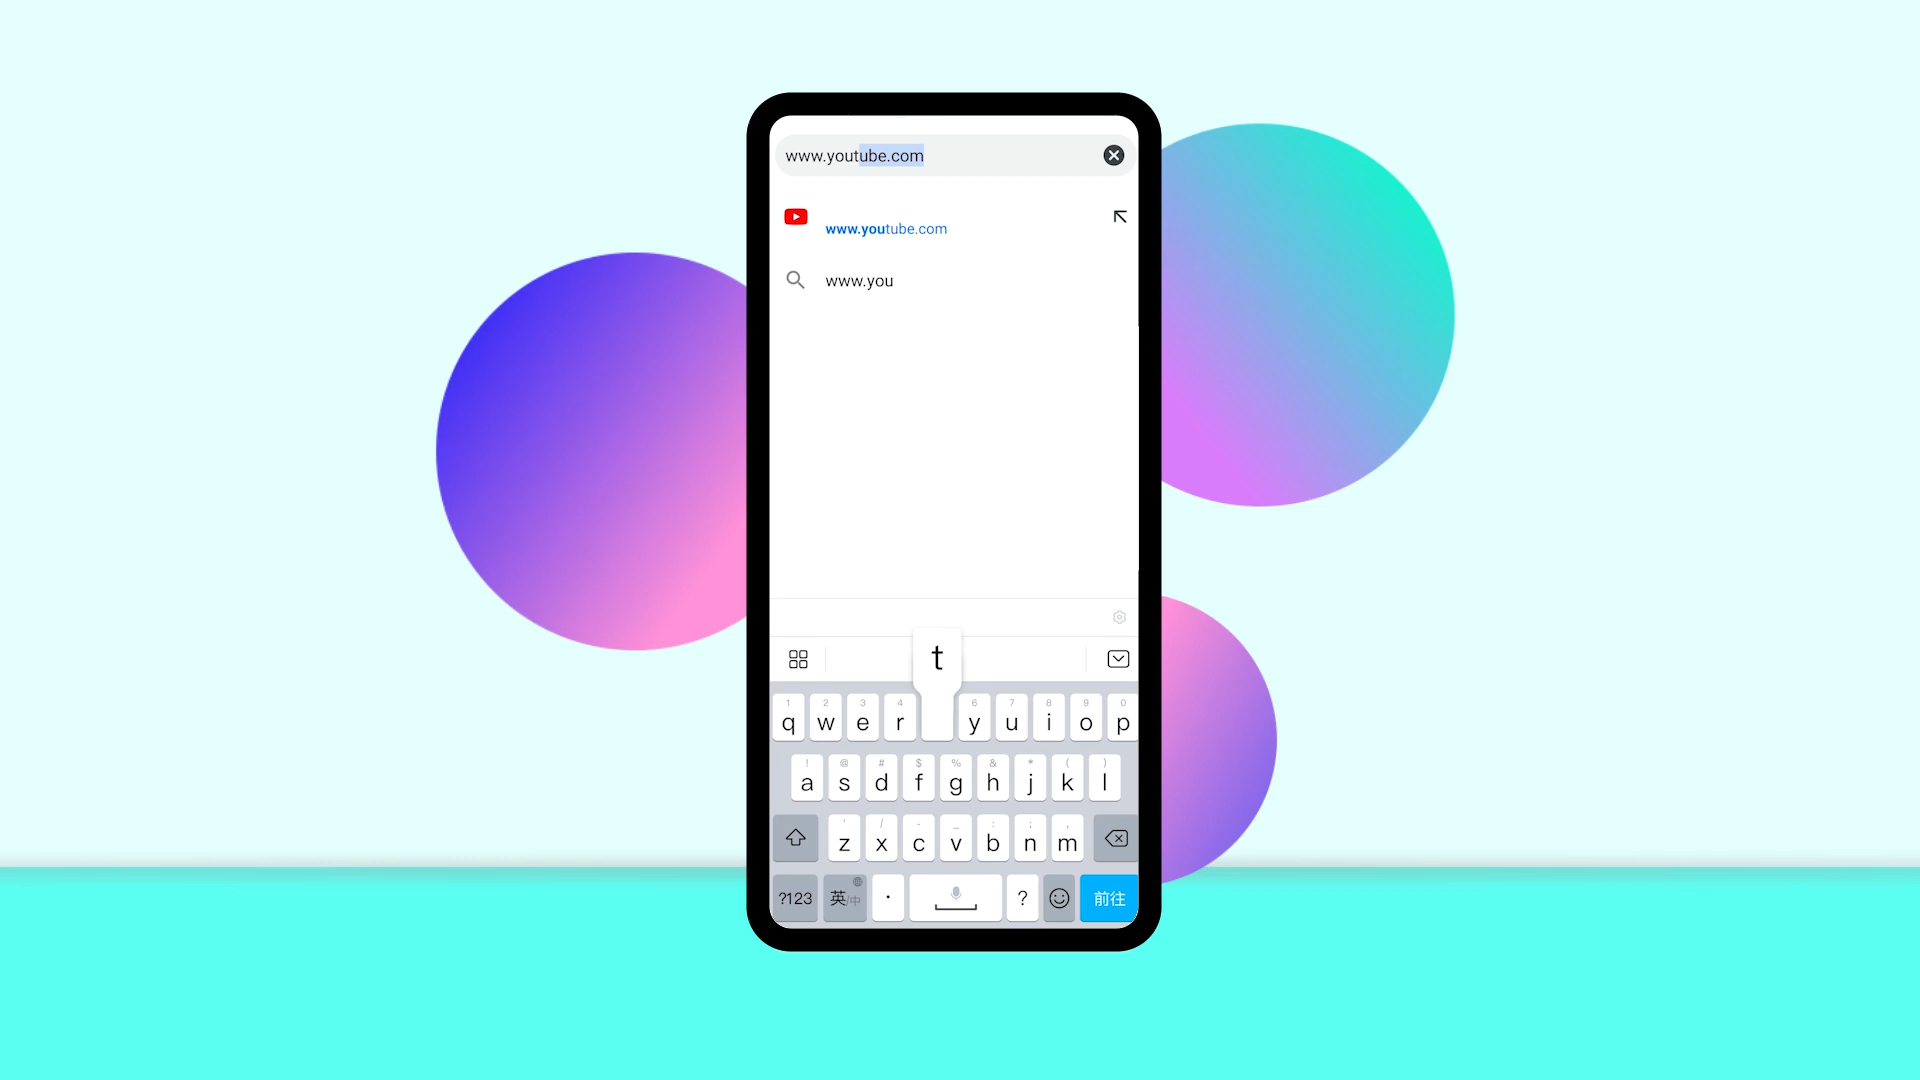 www.youtube.com
www.youtube.com
www.you
t
1 2 3 4 6 7 8 9 0
q w e r y u i o p
! @ # $ % & * ( )
a s d f g h j k l
' / - _ : ; ,
z x c v b n m
?123 英/中 · ? 前往